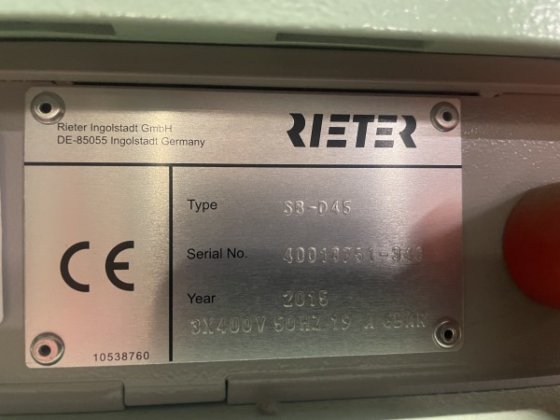 Rieter Ingolstadt GmbH
DE-85055 Ingolstadt Germany
RIETER
Type SB-D45
Serial No.
Year 2015
3X400V 50HZ 19
CE
10538760